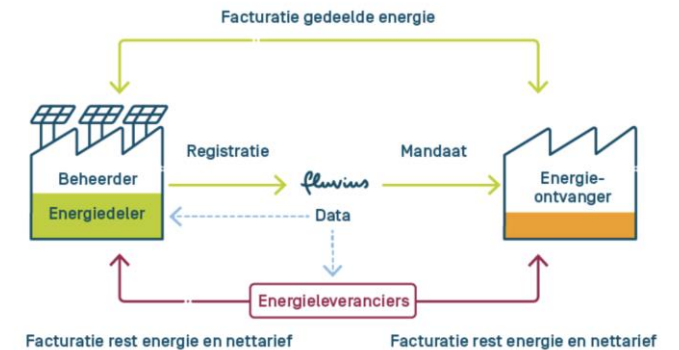 Facturatie gedeelde energie
Registratie
Mandaat
Beheerder
fluvius
Energie-
ontvanger
Energiedeler
Data
Energieleveranciers
Facturatie rest energie en nettarief
Facturatie rest energie en nettarief